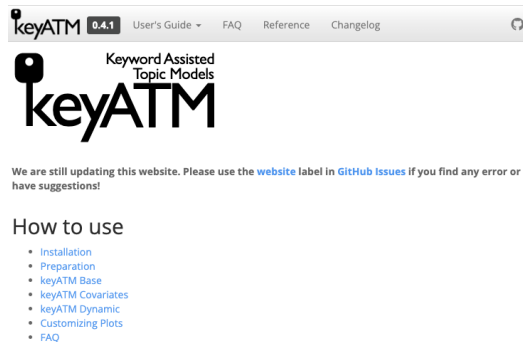 keyATM 0.4.1 User's Guide FAQ Reference Changelog
Keyword Assisted
Topic Models
keyATM
We are still updating this website. Please use the website label in GitHub Issues if you find any error or
have suggestions!
How to use
Installation
Preparation
keyATM Base
keyATM Covariates
keyATM Dynamic
Customizing Plots
FAQ